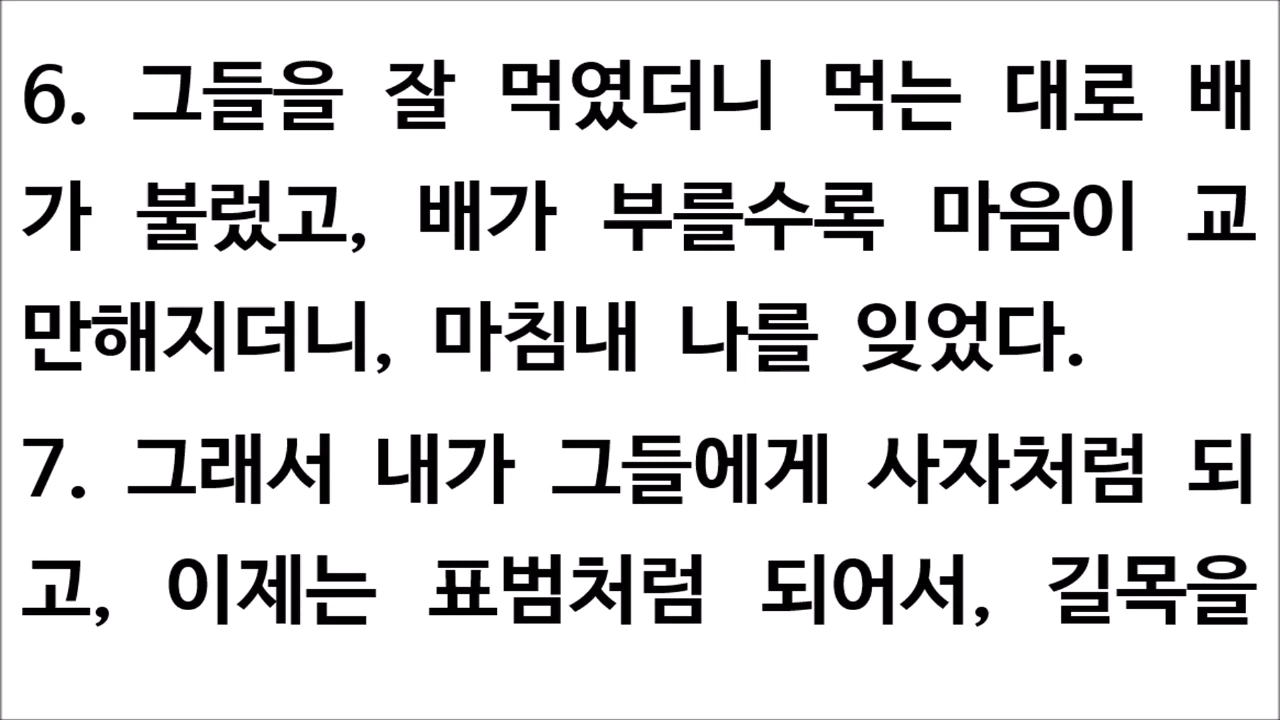 6. 그들을 잘 먹였더니 먹는 대로 배
가 불렀고, 배가 부를수록 마음이 교
만해지더니, 마침내 나를 잊었다.
7. 그래서 내가 그들에게 사자처럼 되
고, 이제는 표범처럼 되어서, 길목을